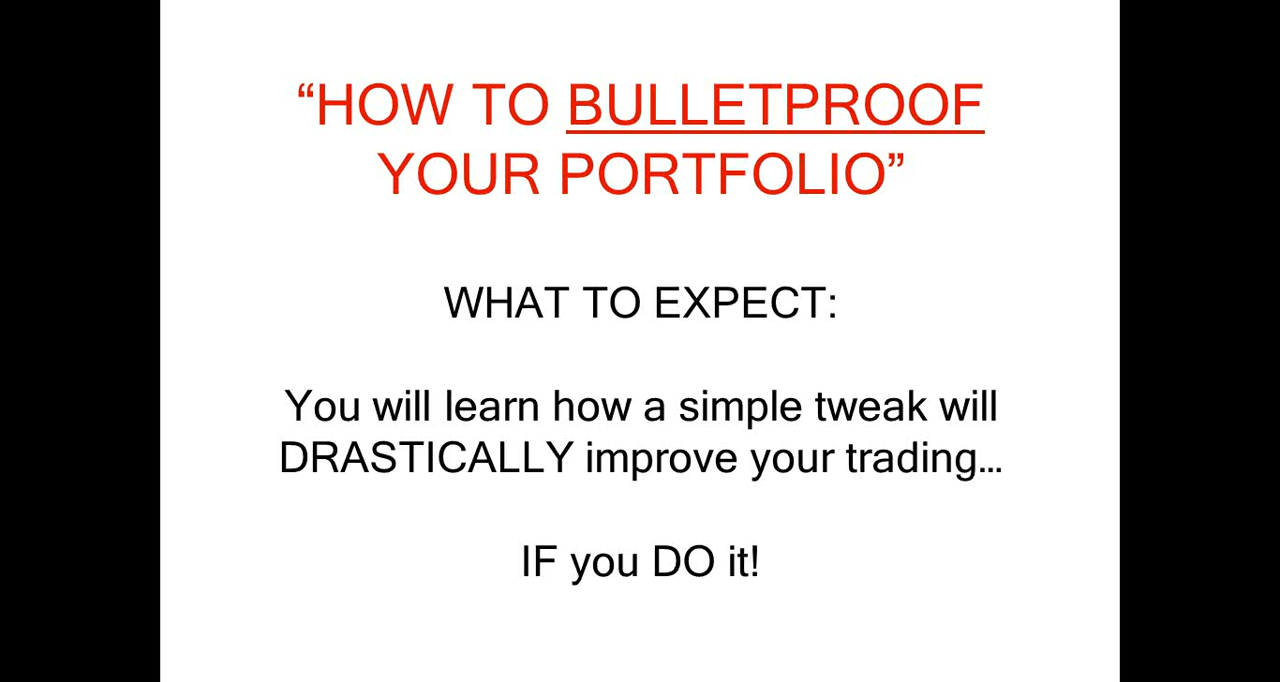 “HOW TO BULLETPROOF
YOUR PORTFOLIO”
WHAT TO EXPECT:
You will learn how a simple tweak will
DRASTICALLY improve your trading...
IF you DO it!